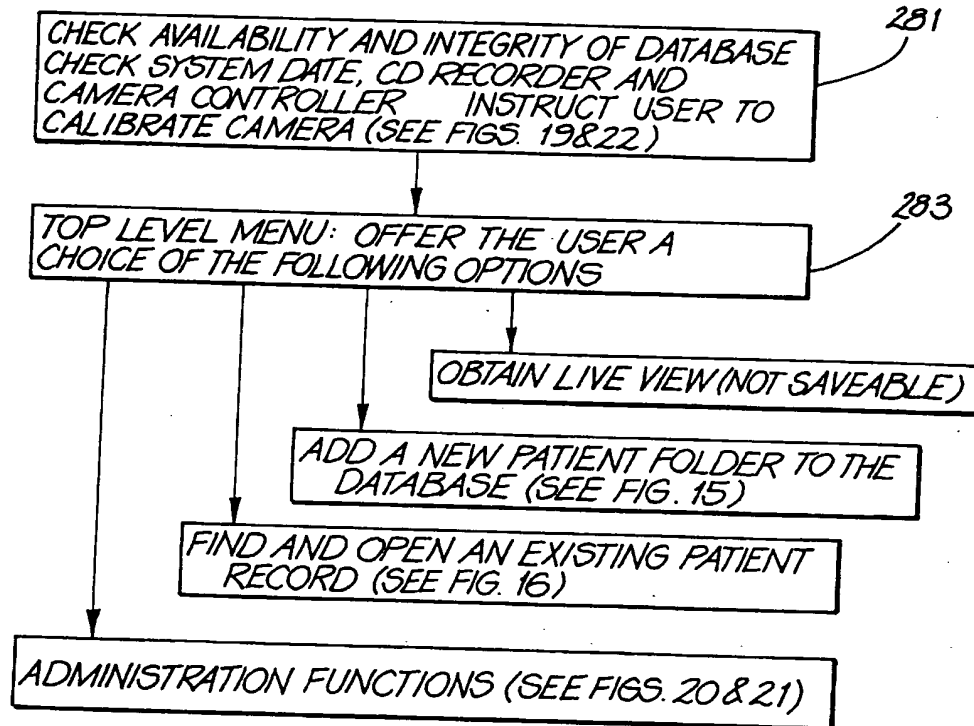 281
CHECK AVAILABILITY AND INTEGRITY OF DATABASE
CHECK SYSTEM DATE, CD RECORDER AND
CAMERA CONTROLLER INSTRUCT USER TO
CALIBRATE CAMERA (SEE FIGS. 19&22)
283
TOP LEVEL MENU: OFFER THE USER A
CHOICE OF THE FOLLOWING OPTIONS
OBTAIN LIVE VIEW (NOT SAVEABLE)
ADD A NEW PATIENT FOLDER TO THE
DATABASE (SEE FIG. 15)
FIND AND OPEN AN EXISTING PATIENT
RECORD (SEE FIG. 16)
ADMINISTRATION FUNCTIONS (SEE FIGS. 20 & 21)